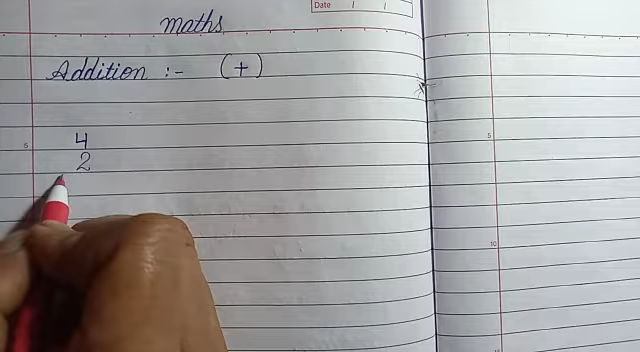 Date / /
maths
Addition :- (+)
5
4
2
5
10